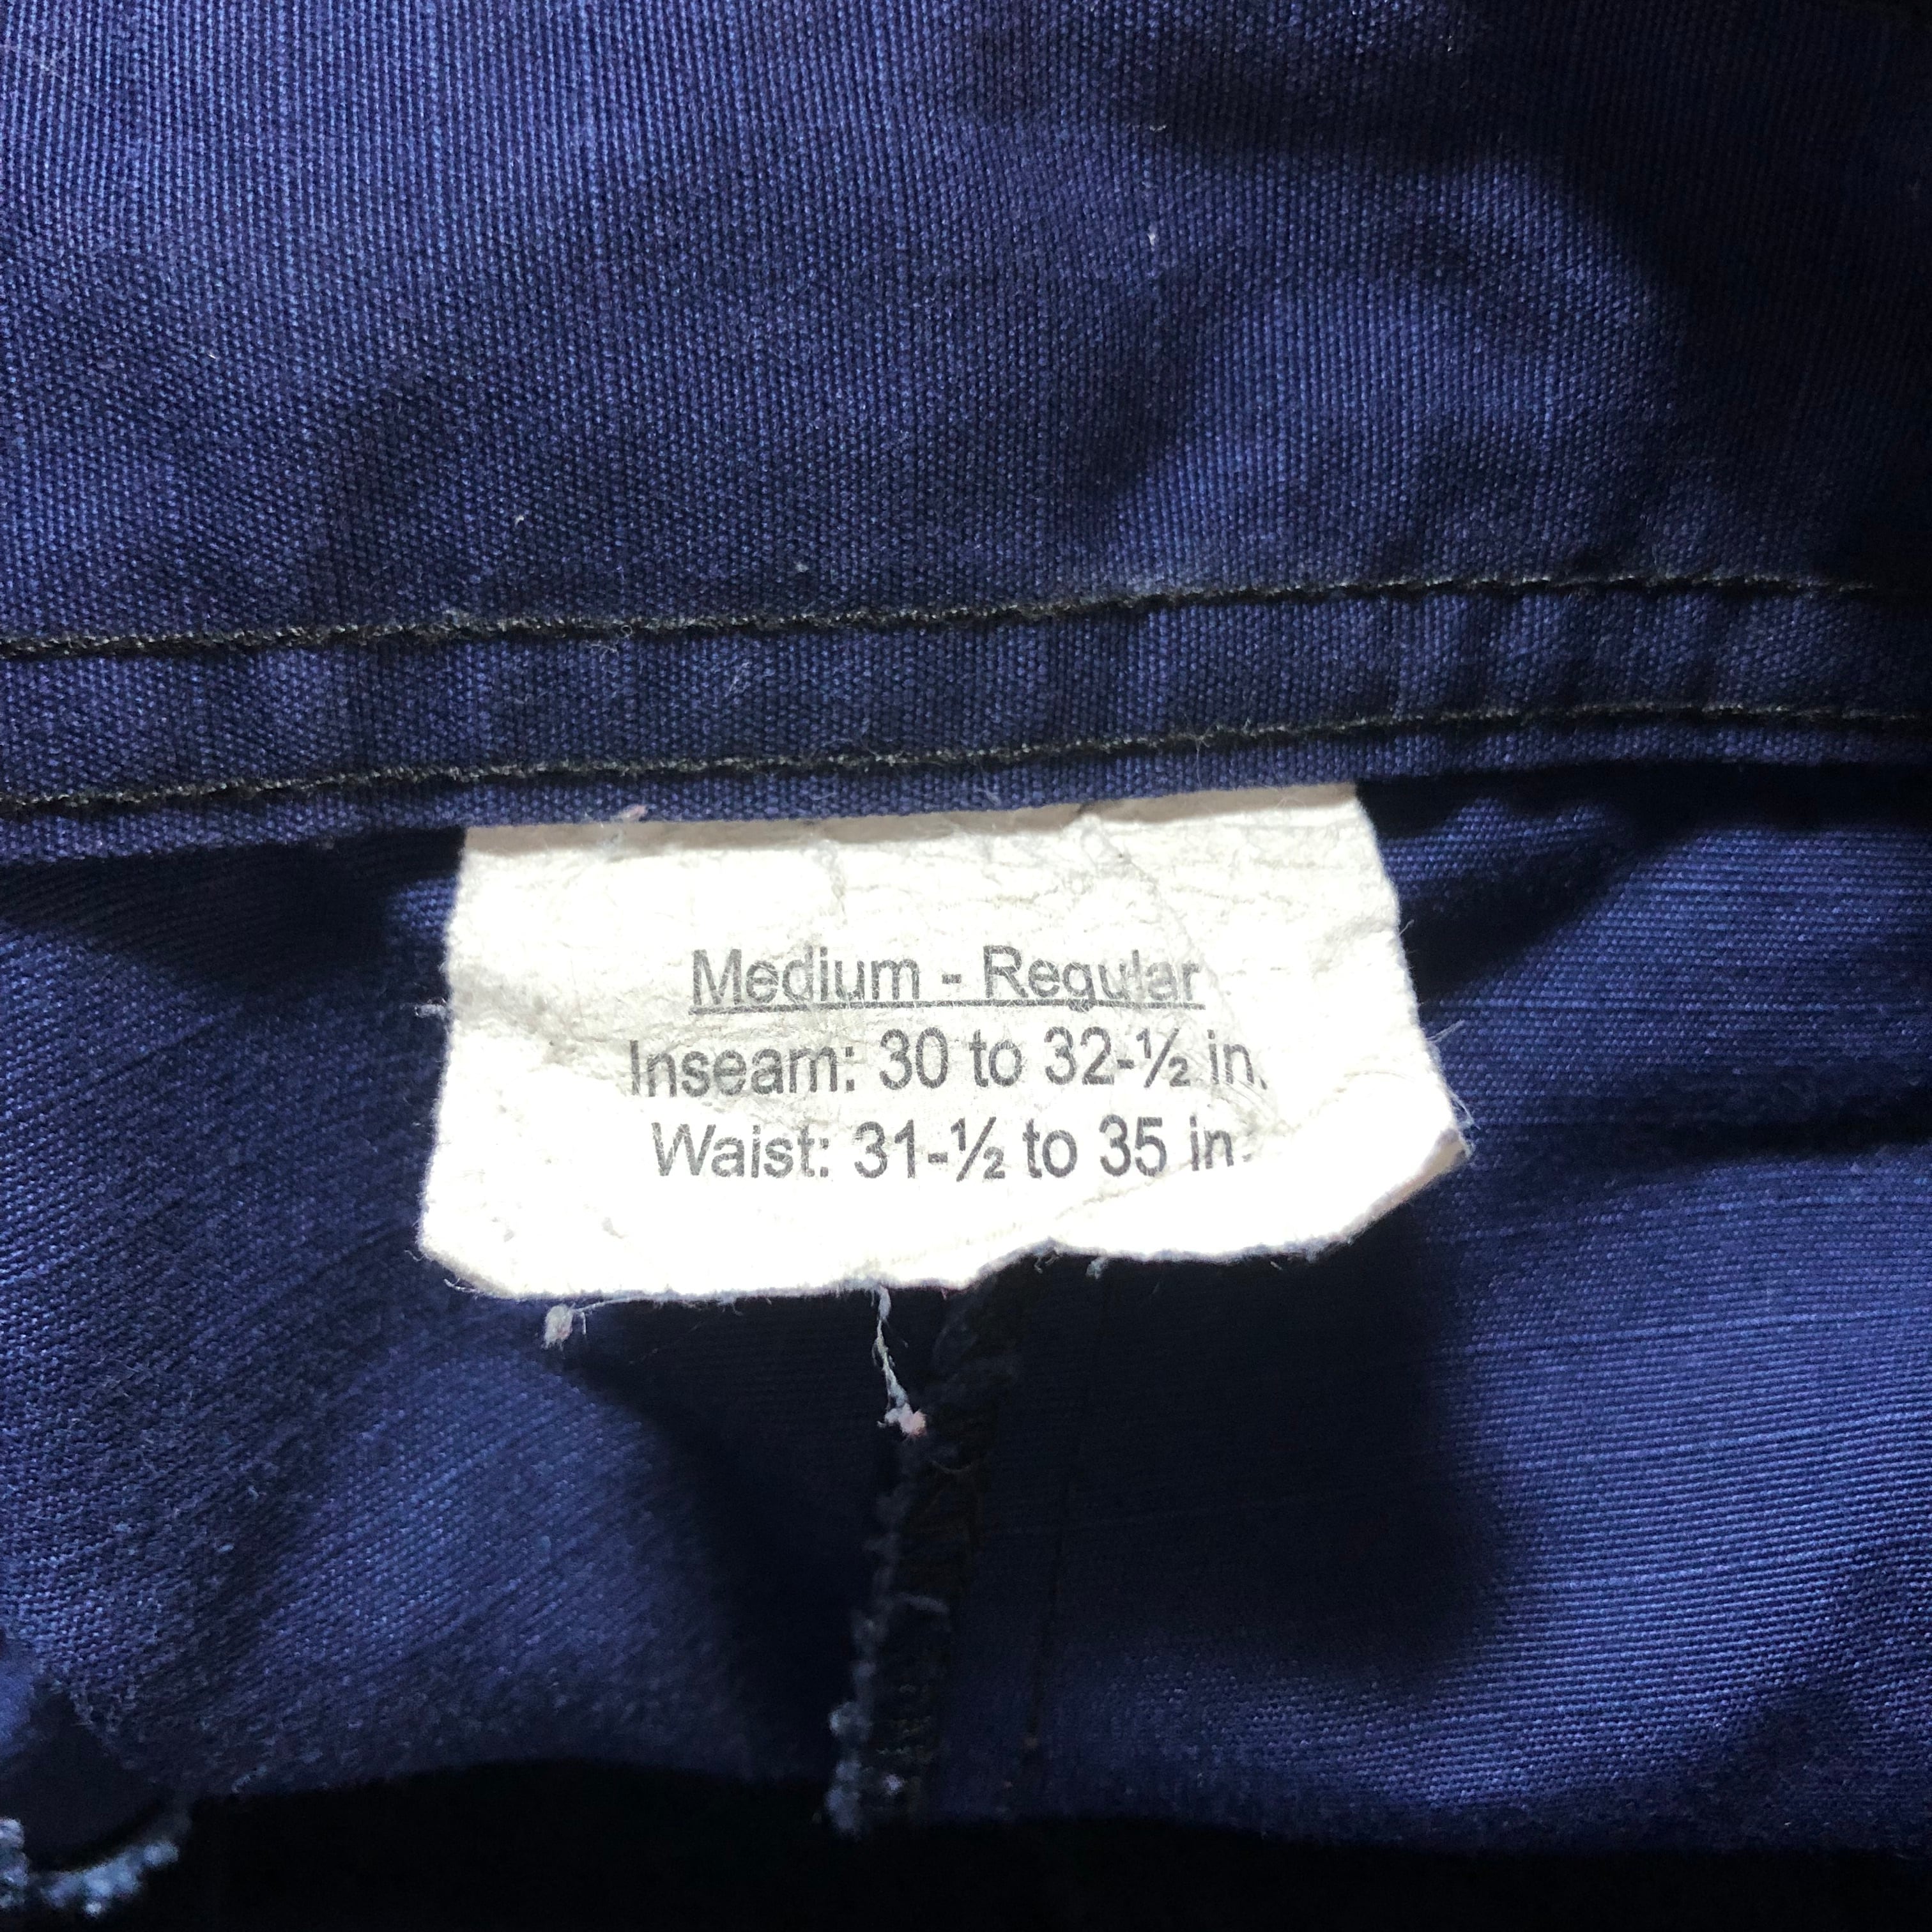 Medium - Regular
Inseam: 30 to 32-½ in.
Waist: 31-½ to 35 in.